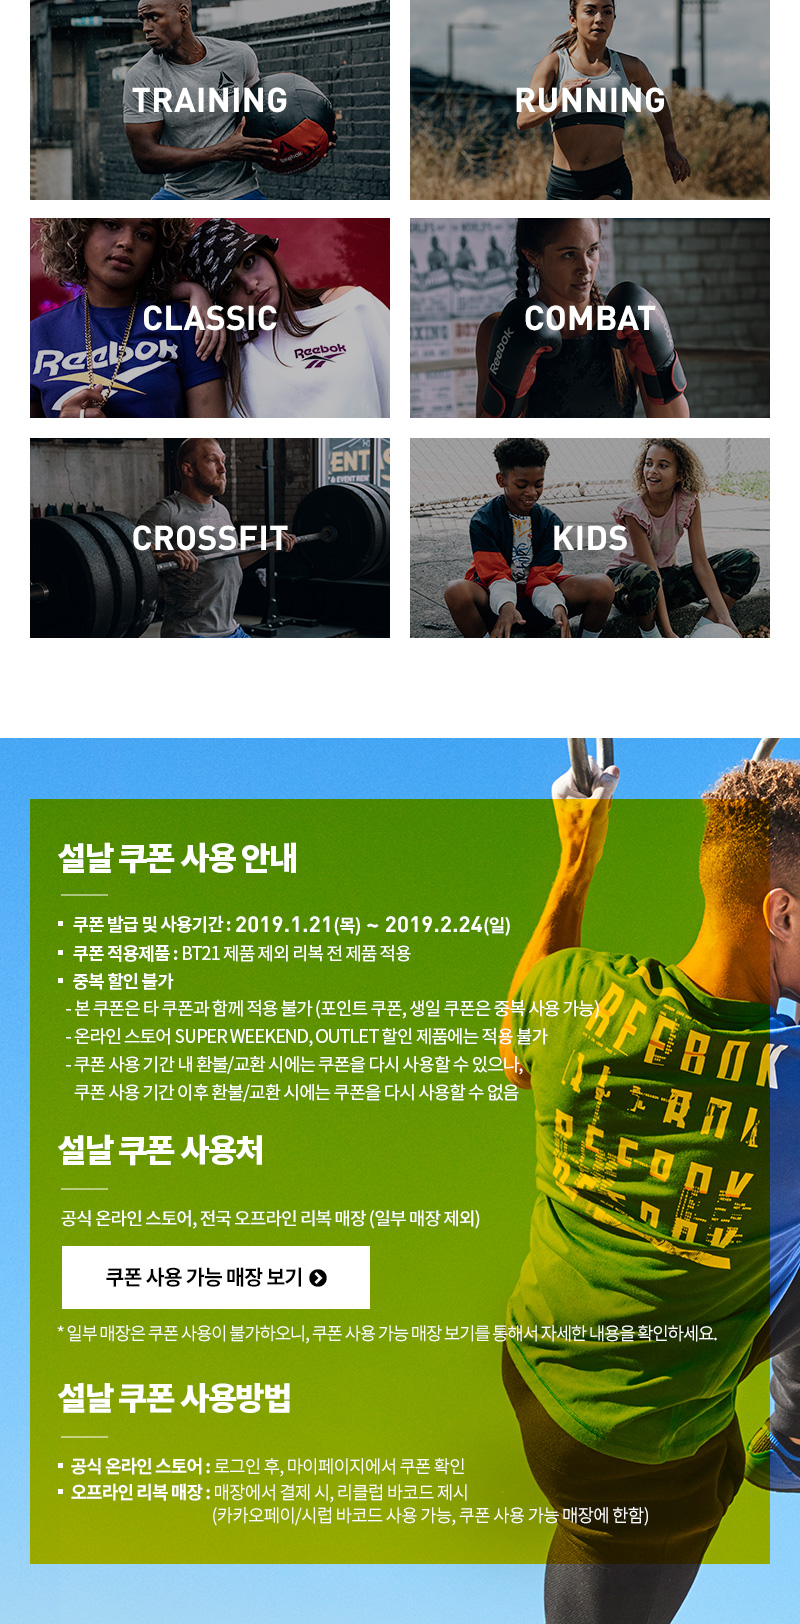 TRAINING
RUNNING
Reebok
CLASSIC
Reebok
Reebok
COMBAT
Reebok
CROSSFIT
KIDS
설날 쿠폰 사용 안내
▪ 쿠폰 발급 및 사용기간 : 2019.1.21(목) ~ 2019.2.24(일)
▪ 쿠폰 적용제품 : BT21 제품 제외 리복 전 제품 적용
▪ 중복 할인 불가
- 본 쿠폰은 타 쿠폰과 함께 적용 불가 (포인트 쿠폰, 생일 쿠폰은 중복 사용 가능)
- 온라인 스토어 SUPER WEEKEND, OUTLET 할인 제품에는 적용 불가
- 쿠폰 사용 기간 내 환불/교환 시에는 쿠폰을 다시 사용할 수 있으나,
쿠폰 사용 기간 이후 환불/교환 시에는 쿠폰을 다시 사용할 수 없음
설날 쿠폰 사용처
공식 온라인 스토어, 전국 오프라인 리복 매장 (일부 매장 제외)
쿠폰 사용 가능 매장 보기
* 일부 매장은 쿠폰 사용이 불가하오니, 쿠폰 사용 가능 매장 보기를 통해서 자세한 내용을 확인하세요.
설날 쿠폰 사용방법
▪ 공식 온라인 스토어 : 로그인 후, 마이페이지에서 쿠폰 확인
▪ 오프라인 리복 매장 : 매장에서 결제 시, 리클럽 바코드 제시
(카카오페이/시럽 바코드 사용 가능, 쿠폰 사용 가능 매장에 한함)